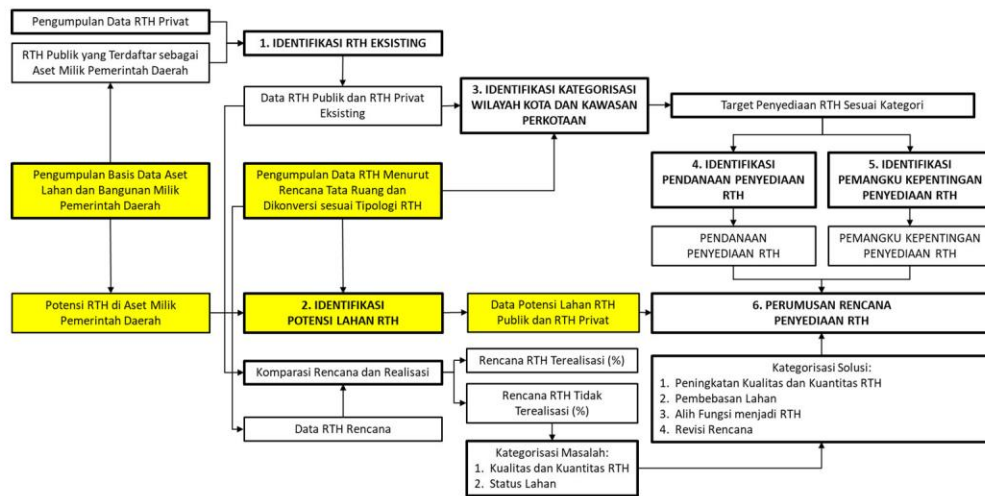 Pengumpulan Data RTH Privat
RTH Publik yang Terdaftar sebagai
Aset Milik Pemerintah Daerah
1. IDENTIFIKASI RTH EKSISTING
Data RTH Publik dan RTH Privat
Eksisting
3. IDENTIFIKASI KATEGORISASI
WILAYAH KOTA DAN KAWASAN
PERKOTAAN
Target Penyediaan RTH Sesuai Kategori
Pengumpulan Basis Data Aset
Lahan dan Bangunan Milik
Pemerintah Daerah
Pengumpulan Data RTH Menurut
Rencana Tata Ruang dan
Dikonversi sesuai Tipologi RTH
4. IDENTIFIKASI
PENDANAAN PENYEDIAAN
RTH
5. IDENTIFIKASI
PEMANGKU KEPENTINGAN
PENYEDIAAN RTH
PENDANAAN
PENYEDIAAN RTH
PEMANGKU KEPENTINGAN
PENYEDIAAN RTH
Potensi RTH di Aset Milik
Pemerintah Daerah
2. IDENTIFIKASI
POTENSI LAHAN RTH
Data Potensi Lahan RTH
Publik dan RTH Privat
6. PERUMUSAN RENCANA
PENYEDIAAN RTH
Komparasi Rencana dan Realisasi
Rencana RTH Terealisasi (%)
Rencana RTH Tidak
Terealisasi (%)
Data RTH Rencana
Kategorisasi Masalah:
1. Kualitas dan Kuantitas RTH
2. Status Lahan
Kategorisasi Solusi:
1. Peningkatan Kualitas dan Kuantitas RTH
2. Pembebasan Lahan
3. Alih Fungsi menjadi RTH
4. Revisi Rencana